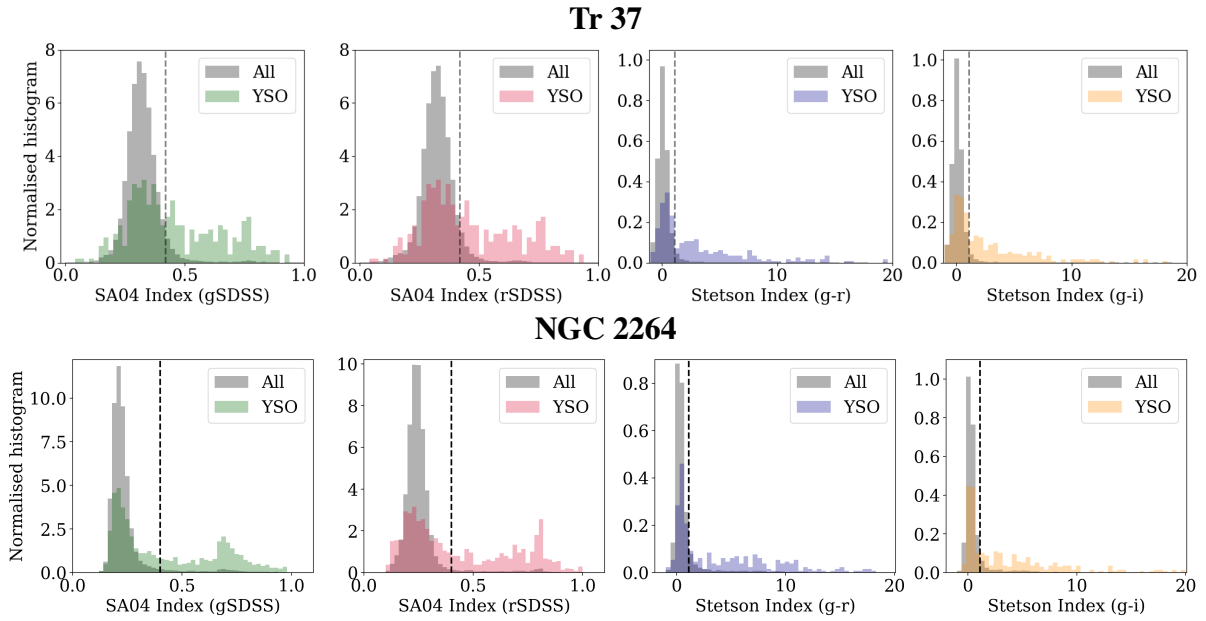 Tr 37
Normalised histogram
8
6
4
2
0
0.0 0.5 1.0
SA04 Index (gSDSS)
All
YSO
8
6
4
2
0
0.0 0.5 1.0
SA04 Index (rSDSS)
All
YSO
1.0
0.8
0.6
0.4
0.2
0.0
0 10 20
Stetson Index (g-r)
All
YSO
1.0
0.8
0.6
0.4
0.2
0.0
0 10 20
Stetson Index (g-i)
All
YSO
NGC 2264
Normalised histogram
10.0
7.5
5.0
2.5
0.0
0.0 0.5 1.0
SA04 Index (gSDSS)
All
YSO
10
8
6
4
2
0
0.0 0.5 1.0
SA04 Index (rSDSS)
All
YSO
0.8
0.6
0.4
0.2
0.0
0 10 20
Stetson Index (g-r)
All
YSO
1.0
0.8
0.6
0.4
0.2
0.0
0 10 20
Stetson Index (g-i)
All
YSO